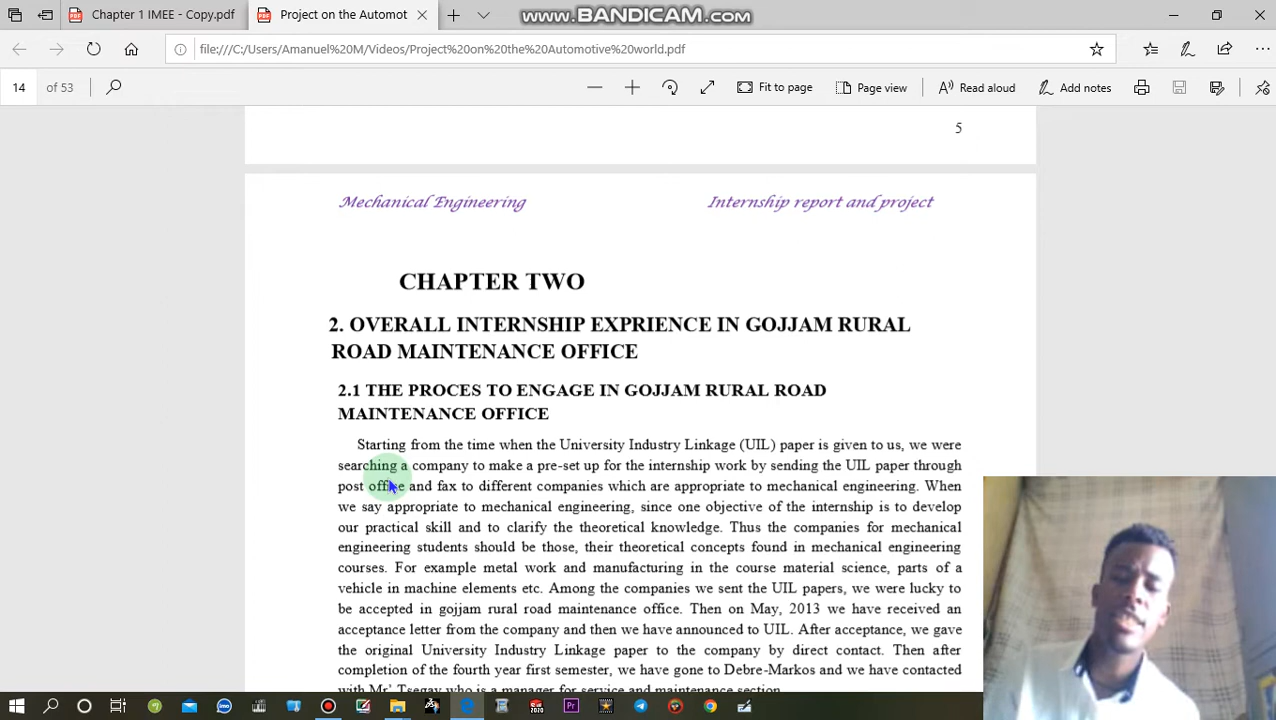 Chapter 1 IMEE - Copy.pdf
Project on the Automot
www.BANDICAM.com
file:///C:/Users/Amanuel%20M/Videos/Project%20on%20the%20Automotive%20world.pdf
14 of 53
Fit to page
Page view
Read aloud
Add notes
5
Mechanical Engineering Internship report and project
CHAPTER TWO
2. OVERALL INTERNSHIP EXPRIENCE IN GOJJAM RURAL
ROAD MAINTENANCE OFFICE
2.1 THE PROCES TO ENGAGE IN GOJJAM RURAL ROAD
MAINTENANCE OFFICE
Starting from the time when the University Industry Linkage (UIL) paper is given to us, we were
searching a company to make a pre-set up for the internship work by sending the UIL paper through
post office and fax to different companies which are appropriate to mechanical engineering. When
we say appropriate to mechanical engineering, since one objective of the internship is to develop
our practical skill and to clarify the theoretical knowledge. Thus the companies for mechanical
engineering students should be those, their theoretical concepts found in mechanical engineering
courses. For example metal work and manufacturing in the course material science, parts of a
vehicle in machine elements etc. Among the companies we sent the UIL papers, we were lucky to
be accepted in gojjam rural road maintenance office. Then on May, 2013 we have received an
acceptance letter from the company and then we have announced to UIL. After acceptance, we gave
the original University Industry Linkage paper to the company by direct contact. Then after
completion of the fourth year first semester, we have gone to Debre-Markos and we have contacted
with Mr' Tsegay who is a manager for service and maintenance section.